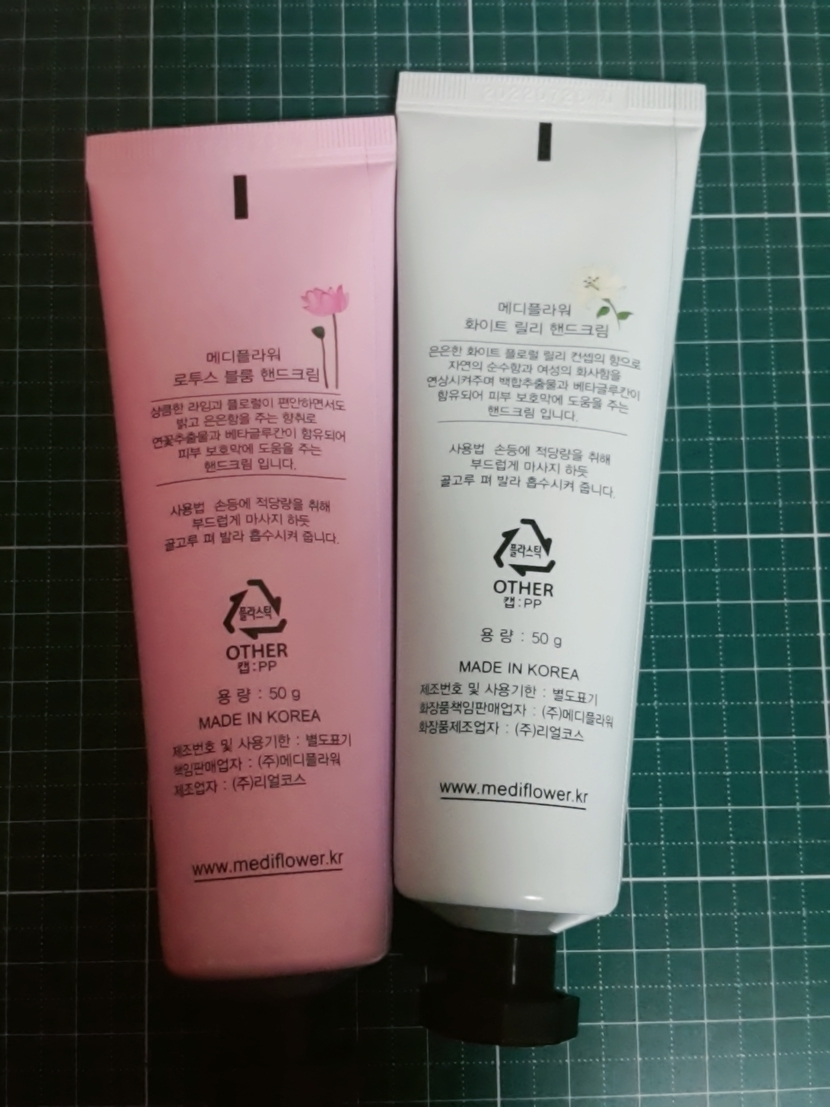 메디플라워
로투스 블룸 핸드크림
상큼한 라임과 플로럴이 편안하면서도
밝고 은은함을 주는 향취로
연꽃추출물과 베타글루칸이 함유되어
피부 보호막에 도움을 주는
핸드크림 입니다.
사용법 손등에 적당량을 취해
부드럽게 마사지 하듯
골고루 펴 발라 흡수시켜 줍니다.
플라스틱
OTHER
캡:PP
용 량 : 50 g
MADE IN KOREA
제조번호 및 사용기한 : 별도표기
책임판매업자 : (주)메디플라워
제조업자 : (주)리얼코스
www.mediflower.kr
메디플라워
화이트 릴리 핸드크림
은은한 화이트 플로럴 릴리 컨셉의 향으로
자연의 순수함과 여성의 화사함을
연상시켜주며 백합추출물과 베타글루칸이
함유되어 피부 보호막에 도움을 주는
핸드크림 입니다.
사용법 손등에 적당량을 취해
부드럽게 마사지 하듯
골고루 펴 발라 흡수시켜 줍니다.
플라스틱
OTHER
캡:PP
용 량 : 50 g
MADE IN KOREA
제조번호 및 사용기한 : 별도표기
화장품책임판매업자 : (주)메디플라워
화장품제조업자 : (주)리얼코스
www.mediflower.kr